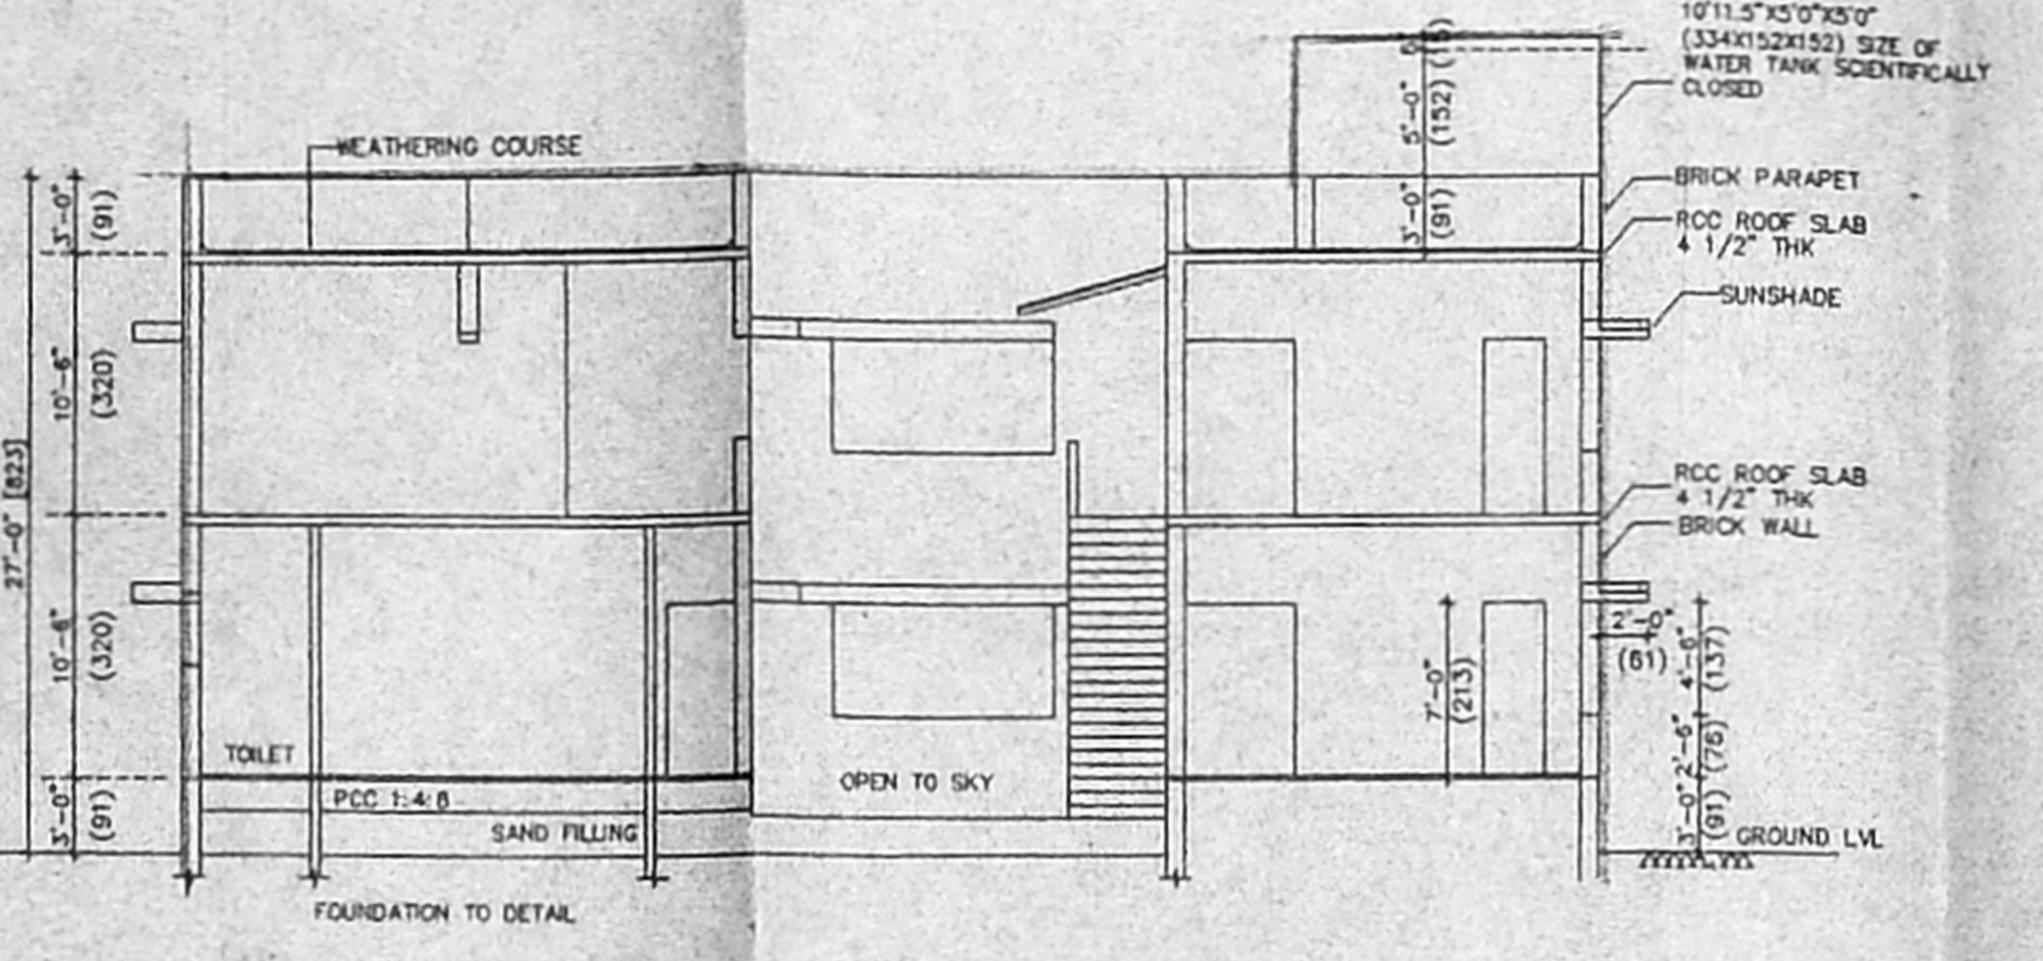 10'11.5"X5'0"X5'0"
(334X152X152) SIZE OF
WATER TANK SCIENTIFICALLY
CLOSED
5'-0"
(152)
(15)
WEATHERING COURSE
3'-0"
(91)
3'-0"
(91)
BRICK PARAPET
RCC ROOF SLAB
4 1/2" THK
SUNSHADE
10'-6"
(320)
27'-0" [823]
RCC ROOF SLAB
4 1/2" THK
BRICK WALL
10'-6"
(320)
2'-0"
(61)
4'-6"
(137)
7'-0"
(213)
2'-6"
(76)
TOILET
OPEN TO SKY
3'-0"
(91)
PCC 1:4:8
SAND FILLING
3'-0"
(91)
GROUND LVL
FOUNDATION TO DETAIL